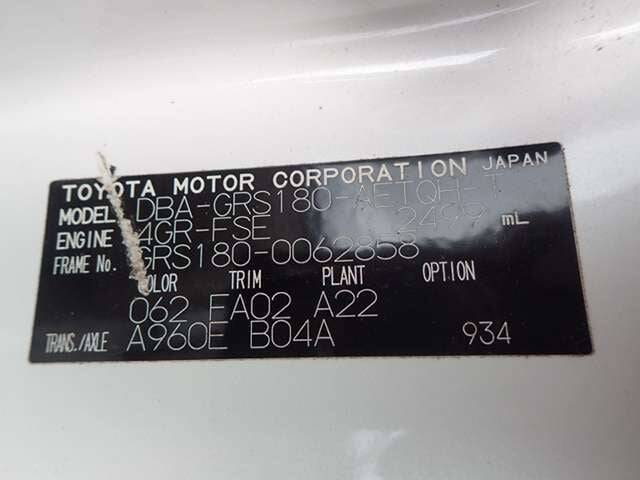 TOYOTA MOTOR CORPORATION JAPAN
MODEL DBA-GRS180-AETQH-T
ENGINE 4GR-FSE 2499 mL
FRAME No. GRS180-0062858
COLOR TRIM PLANT OPTION
062 FA02 A22
TRANS./AXLE A960E B04A 934